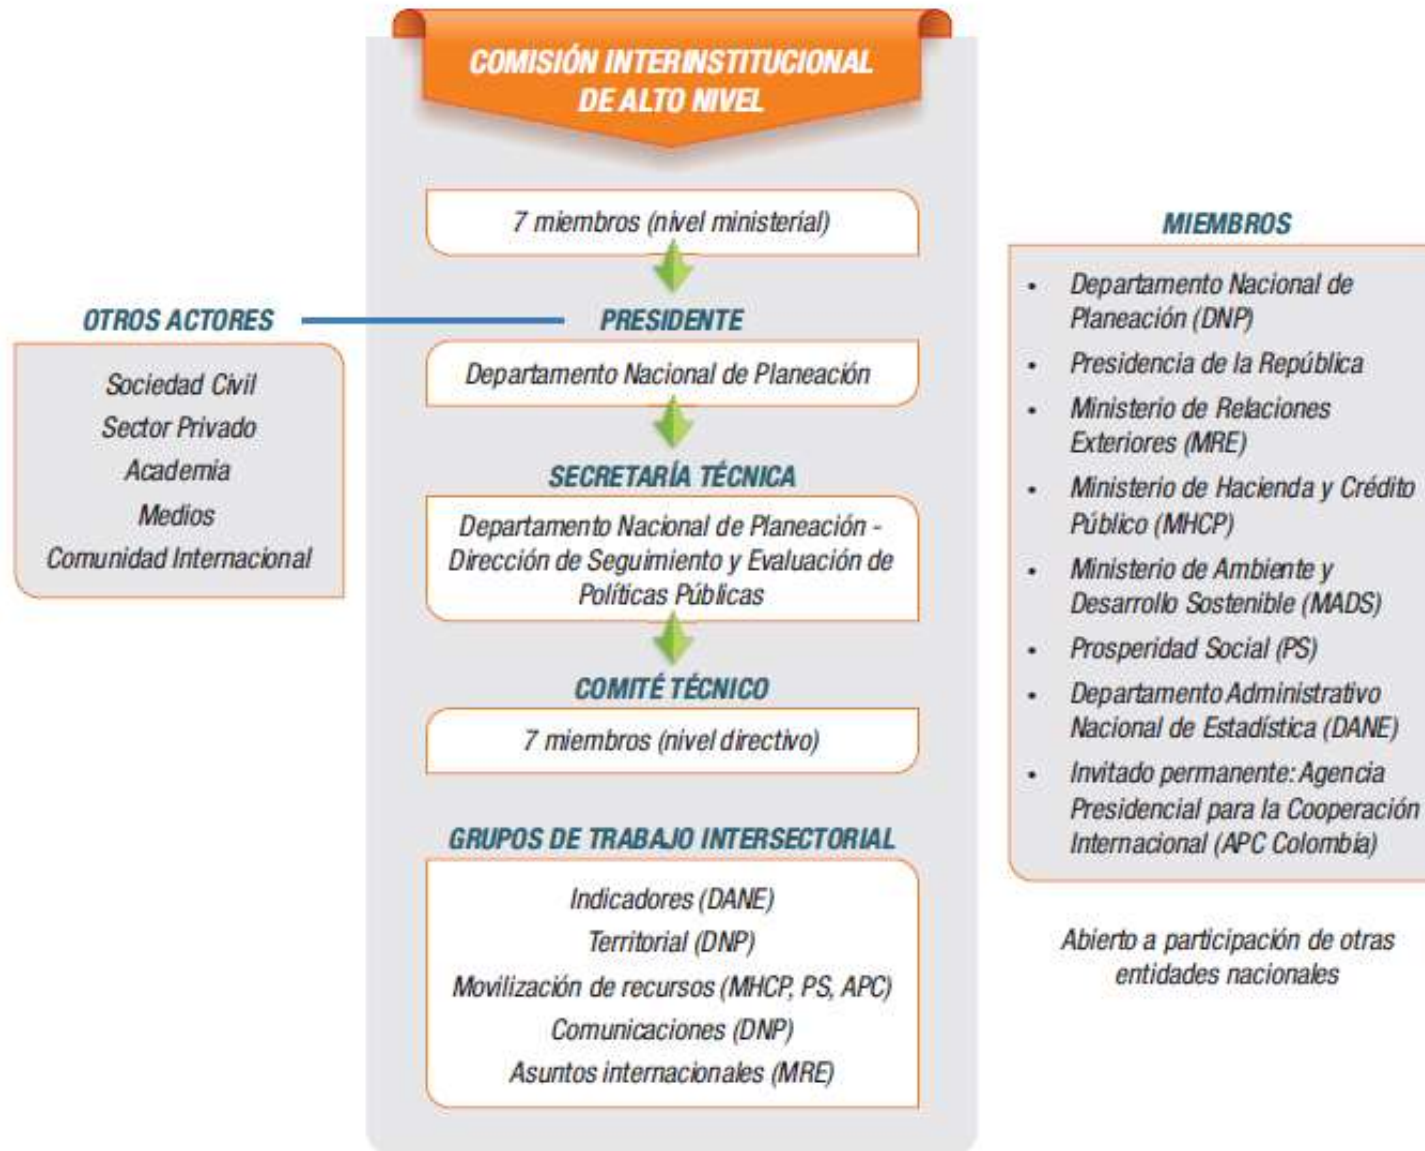 COMISIÓN INTERINSTITUCIONAL
DE ALTO NIVEL
7 miembros (nivel ministerial)
OTROS ACTORES
Sociedad Civil
Sector Privado
Academia
Medios
Comunidad Internacional
PRESIDENTE
Departamento Nacional de Planeación
SECRETARÍA TÉCNICA
Departamento Nacional de Planeación -
Dirección de Seguimiento y Evaluación de
Políticas Públicas
COMITÉ TÉCNICO
7 miembros (nivel directivo)
GRUPOS DE TRABAJO INTERSECTORIAL
Indicadores (DANE)
Territorial (DNP)
Movilización de recursos (MHCP, PS, APC)
Comunicaciones (DNP)
Asuntos internacionales (MRE)
MIEMBROS
• Departamento Nacional de
Planeación (DNP)
• Presidencia de la República
• Ministerio de Relaciones
Exteriores (MRE)
• Ministerio de Hacienda y Crédito
Público (MHCP)
• Ministerio de Ambiente y
Desarrollo Sostenible (MADS)
• Prosperidad Social (PS)
• Departamento Administrativo
Nacional de Estadística (DANE)
• Invitado permanente: Agencia
Presidencial para la Cooperación
Internacional (APC Colombia)
Abierto a participación de otras
entidades nacionales